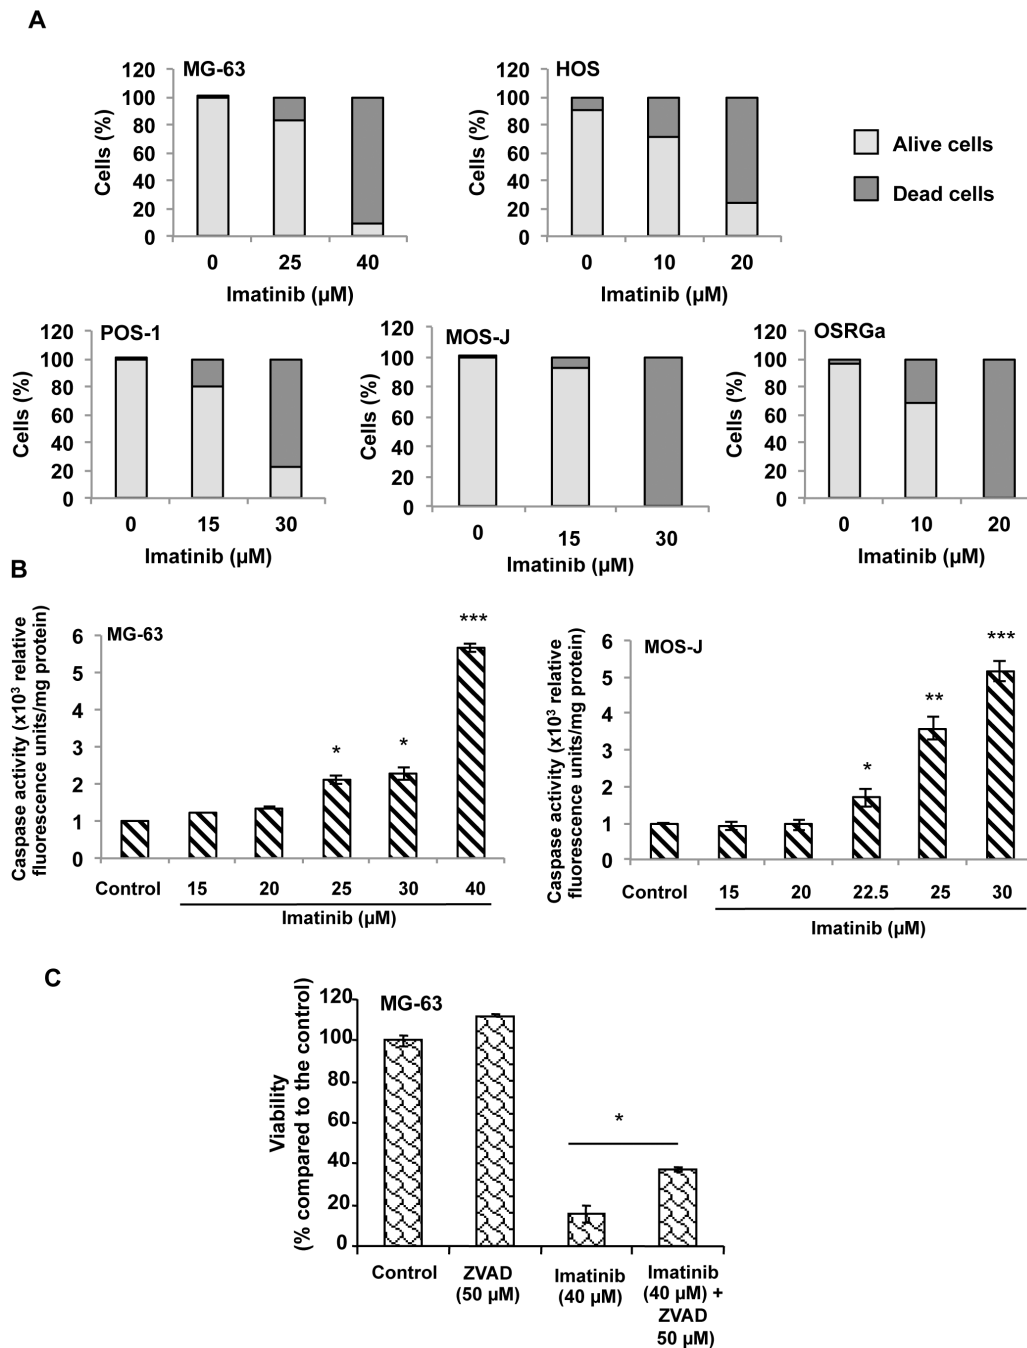 A
MG-63
Cells (%)
120
100
80
60
40
20
0
0 25 40
Imatinib (µM)
HOS
Cells (%)
120
100
80
60
40
20
0
0 10 20
Imatinib (µM)
Alive cells
Dead cells
POS-1
Cells (%)
120
100
80
60
40
20
0
0 15 30
Imatinib (µM)
MOS-J
Cells (%)
120
100
80
60
40
20
0
0 15 30
Imatinib (µM)
OSRGa
Cells (%)
120
100
80
60
40
20
0
0 10 20
Imatinib (µM)
B
MG-63
Caspase activity (x10³ relative
fluorescence units/mg protein)
6
5
4
3
2
1
0
* * ***
Control 15 20 25 30 40
Imatinib (µM)
MOS-J
Caspase activity (x10³ relative
fluorescence units/mg protein)
6
5
4
3
2
1
0
* ** ***
Control 15 20 22.5 25 30
Imatinib (µM)
C
MG-63
Viability
(% compared to the control)
120
100
80
60
40
20
0
*
Control
ZVAD
(50 µM)
Imatinib
(40 µM)
Imatinib
(40 µM) +
ZVAD
50 µM)